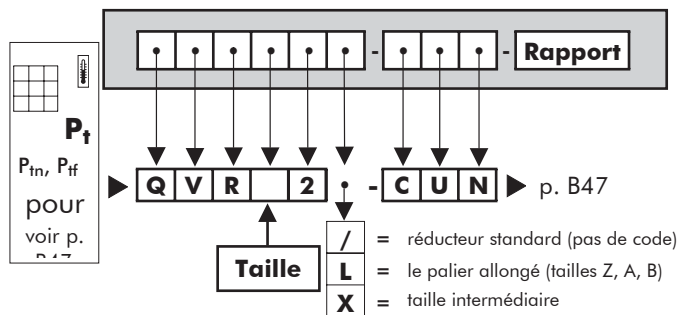 - - Rapport
Pt
Ptn, Ptf
pour
voir p.
B47
Q V R 2 - C U N p. B47
Taille
/ = réducteur standard (pas de code)
L = le palier allongé (tailles Z, A, B)
X = taille intermédiaire